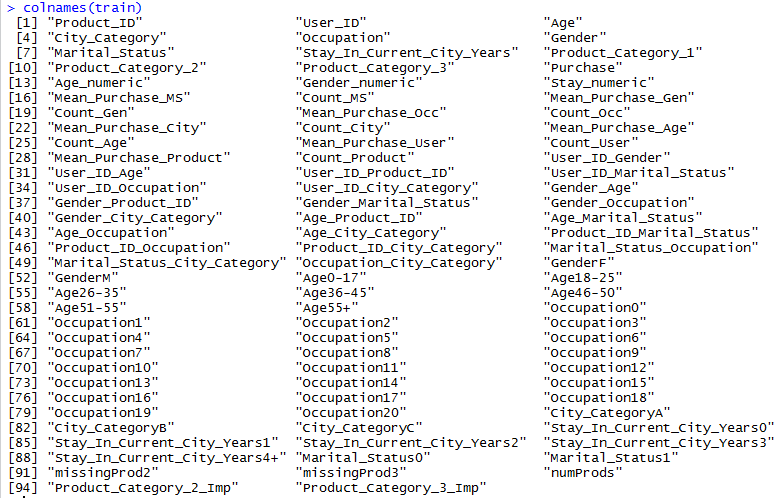 > colnames(train)
[1] "Product_ID" "User_ID" "Age"
[4] "City_Category" "Occupation" "Gender"
[7] "Marital_Status" "Stay_In_Current_City_Years" "Product_Category_1"
[10] "Product_Category_2" "Product_Category_3" "Purchase"
[13] "Age_numeric" "Gender_numeric" "Stay_numeric"
[16] "Mean_Purchase_MS" "Count_MS" "Mean_Purchase_Gen"
[19] "Count_Gen" "Mean_Purchase_Occ" "Count_Occ"
[22] "Mean_Purchase_City" "Count_City" "Mean_Purchase_Age"
[25] "Count_Age" "Mean_Purchase_User" "Count_User"
[28] "Mean_Purchase_Product" "Count_Product" "User_ID_Gender"
[31] "User_ID_Age" "User_ID_Product_ID" "User_ID_Marital_Status"
[34] "User_ID_Occupation" "User_ID_City_Category" "Gender_Age"
[37] "Gender_Product_ID" "Gender_Marital_Status" "Gender_Occupation"
[40] "Gender_City_Category" "Age_Product_ID" "Age_Marital_Status"
[43] "Age_Occupation" "Age_City_Category" "Product_ID_Marital_Status"
[46] "Product_ID_Occupation" "Product_ID_City_Category" "Marital_Status_Occupation"
[49] "Marital_Status_City_Category" "Occupation_City_Category" "GenderF"
[52] "GenderM" "Age0-17" "Age18-25"
[55] "Age26-35" "Age36-45" "Age46-50"
[58] "Age51-55" "Age55+" "Occupation0"
[61] "Occupation1" "Occupation2" "Occupation3"
[64] "Occupation4" "Occupation5" "Occupation6"
[67] "Occupation7" "Occupation8" "Occupation9"
[70] "Occupation10" "Occupation11" "Occupation12"
[73] "Occupation13" "Occupation14" "Occupation15"
[76] "Occupation16" "Occupation17" "Occupation18"
[79] "Occupation19" "Occupation20" "City_CategoryA"
[82] "City_CategoryB" "City_CategoryC" "Stay_In_Current_City_Years0"
[85] "Stay_In_Current_City_Years1" "Stay_In_Current_City_Years2" "Stay_In_Current_City_Years3"
[88] "Stay_In_Current_City_Years4+" "Marital_Status0" "Marital_Status1"
[91] "missingProd2" "missingProd3" "numProds"
[94] "Product_Category_2_Imp" "Product_Category_3_Imp"